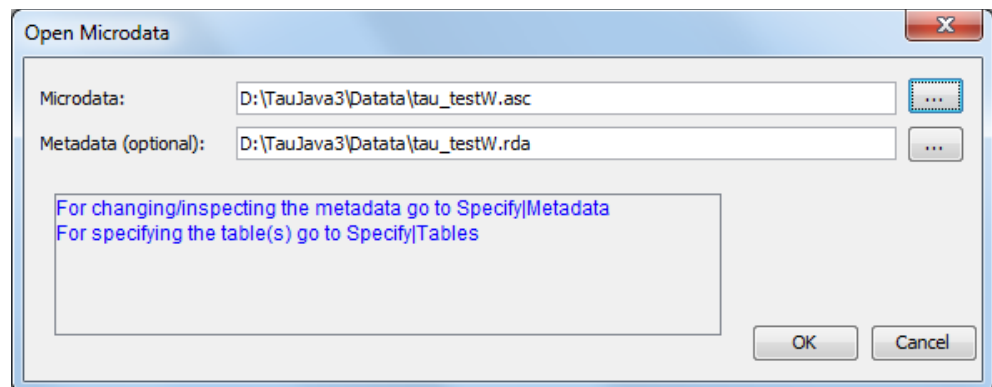 Open Microdata
Microdata: D:\TauJava3\Datata\tau_testW.asc ...
Metadata (optional): D:\TauJava3\Datata\tau_testW.rda ...
For changing/inspecting the metadata go to Specify|Metadata
For specifying the table(s) go to Specify|Tables
OK Cancel